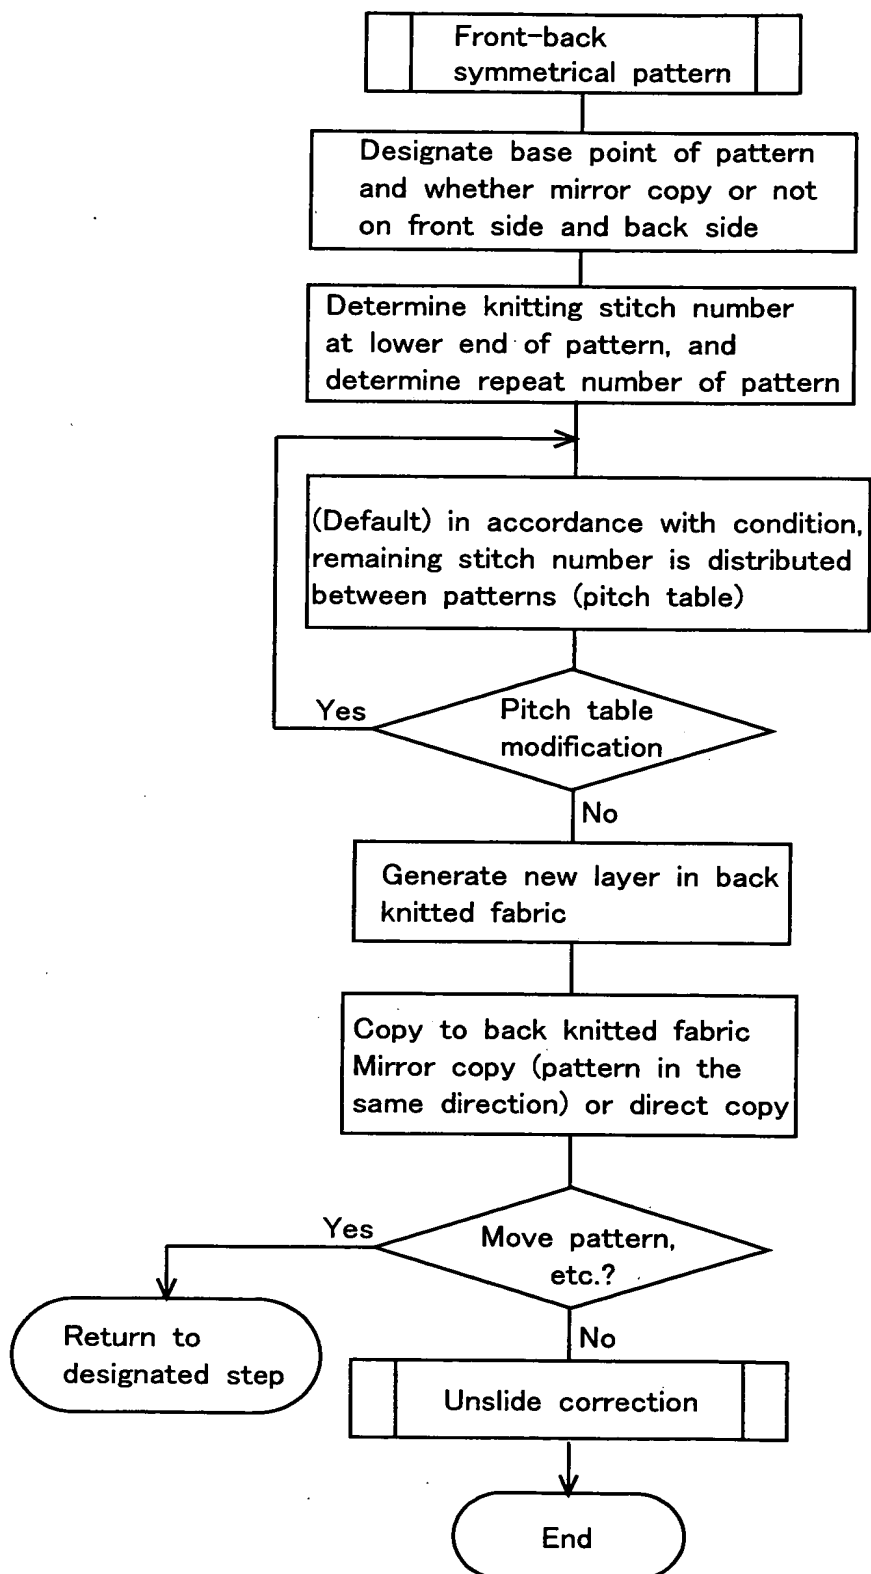 Front-back
symmetrical pattern
Designate base point of pattern
and whether mirror copy or not
on front side and back side
Determine knitting stitch number
at lower end of pattern, and
determine repeat number of pattern
(Default) in accordance with condition,
remaining stitch number is distributed
between patterns (pitch table)
Yes
Pitch table
modification
No
Generate new layer in back
knitted fabric
Copy to back knitted fabric
Mirror copy (pattern in the
same direction) or direct copy
Yes
Move pattern,
etc.?
Return to
designated step
No
Unslide correction
End